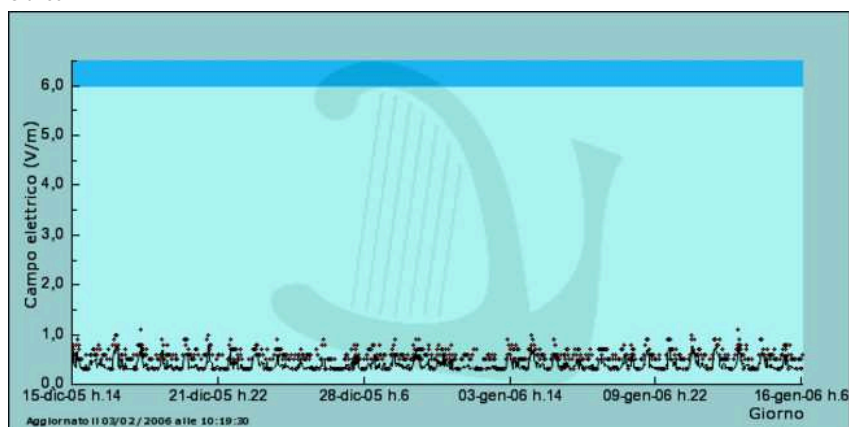 Campo elettrico (V/m)
6,0
5,0
4,0
3,0
2,0
1,0
0,0
15-dic-05 h.14 21-dic-05 h.22 28-dic-05 h.6 03-gen-06 h.14 09-gen-06 h.22 16-gen-06 h.6
Giorno
Aggiornato il 03/02/2006 alle 10:19:30